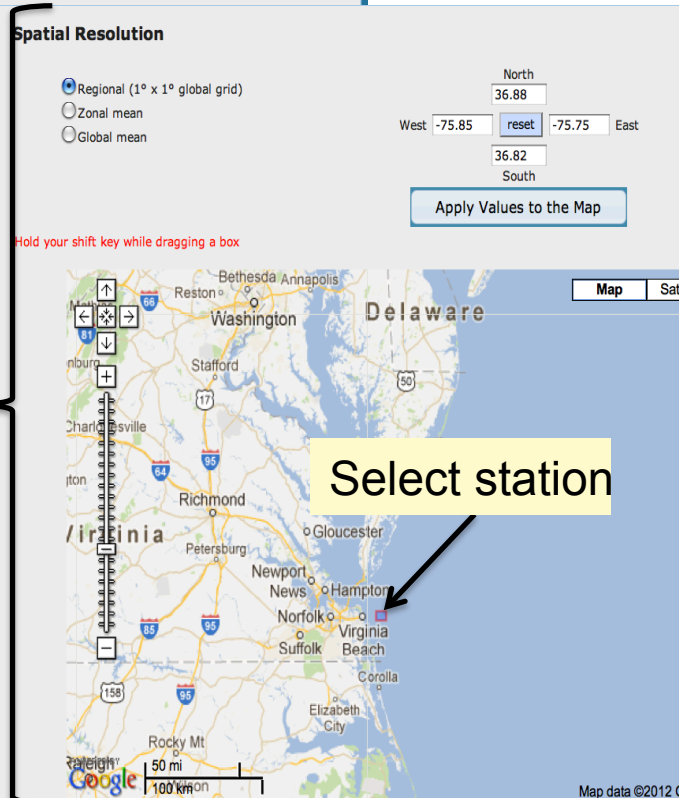 Spatial Resolution
Regional (1° x 1° global grid)
Zonal mean
Global mean
North
36.88
West -75.85 reset -75.75 East
36.82
South
Apply Values to the Map
Hold your shift key while dragging a box
Map Sat
Bethesda Annapolis
Reston
66
Washington
Delaware
81
Stafford
50
17
95
64
Select station
Richmond
Gloucester
Petersburg
Newport
News
Hampton
Norfolk
Virginia
Beach
Suffolk
85
95
Corolla
158
95
Elizabeth
City
Rocky Mt
50 mi
Google
100 km
Wilson
Map data ©2012